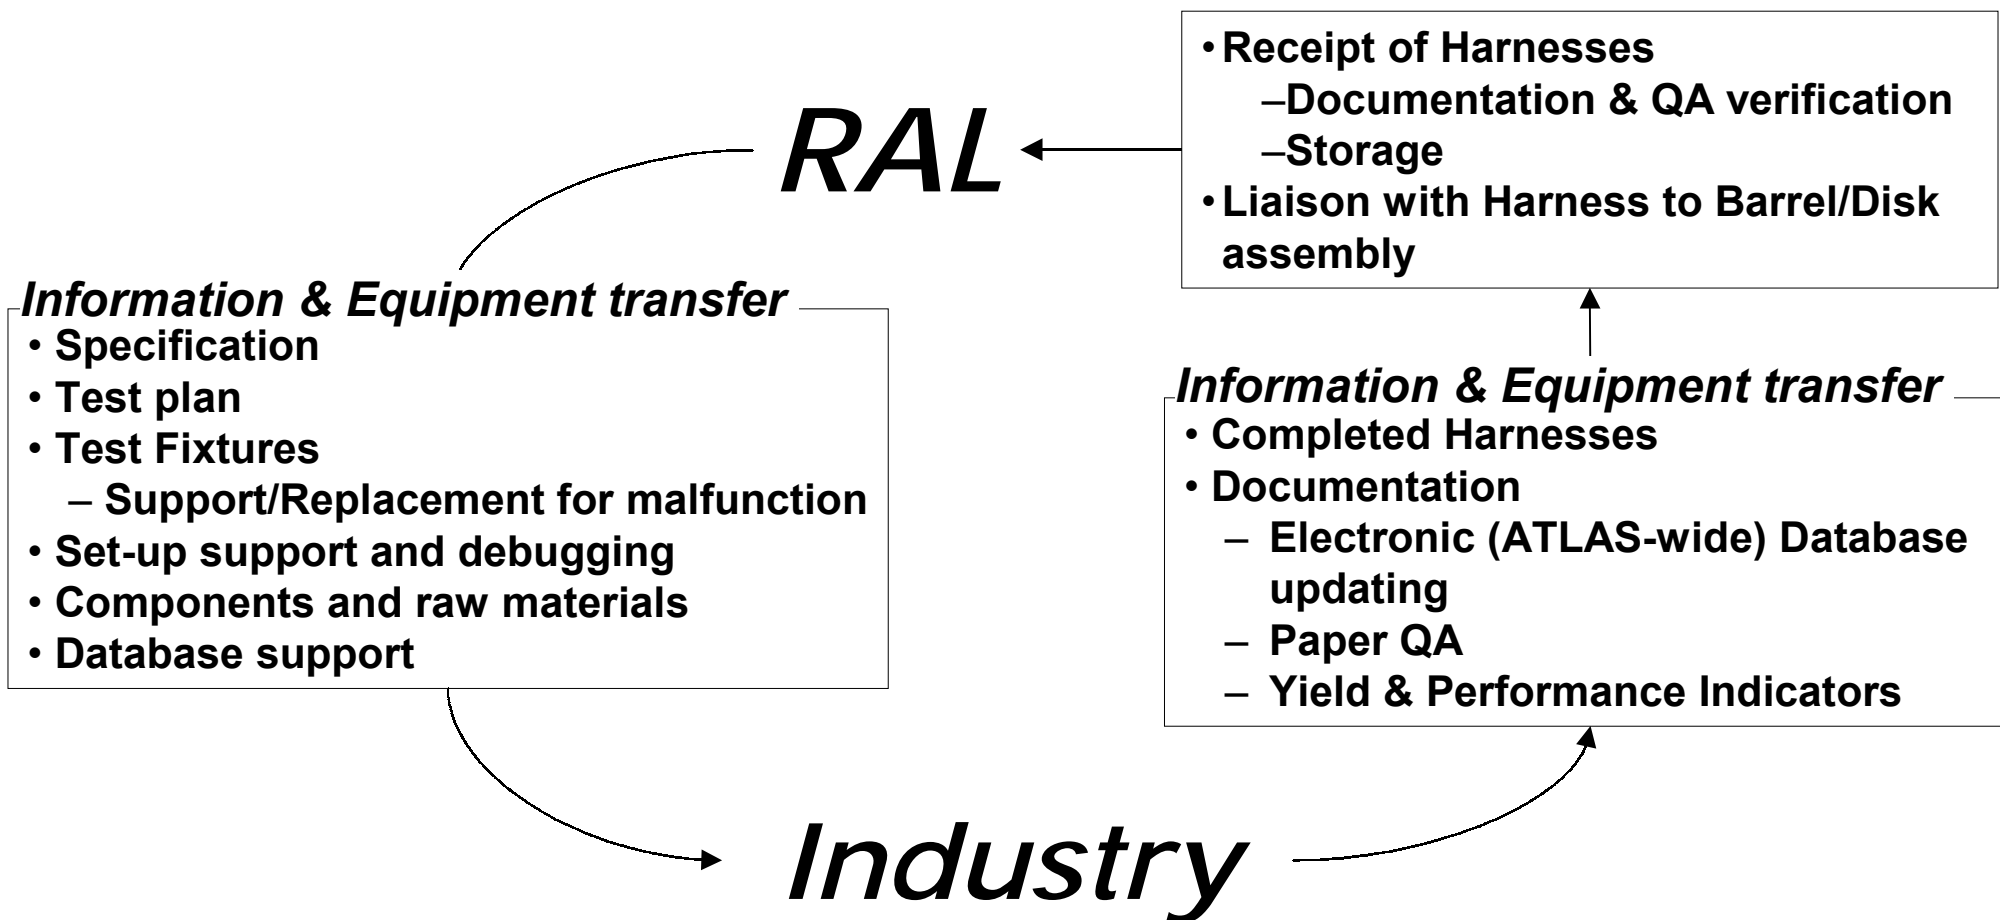 RAL
• Receipt of Harnesses
–Documentation & QA verification
–Storage
• Liaison with Harness to Barrel/Disk
assembly
Information & Equipment transfer
• Specification
• Test plan
• Test Fixtures
– Support/Replacement for malfunction
• Set-up support and debugging
• Components and raw materials
• Database support
Information & Equipment transfer
• Completed Harnesses
• Documentation
– Electronic (ATLAS-wide) Database
updating
– Paper QA
– Yield & Performance Indicators
Industry